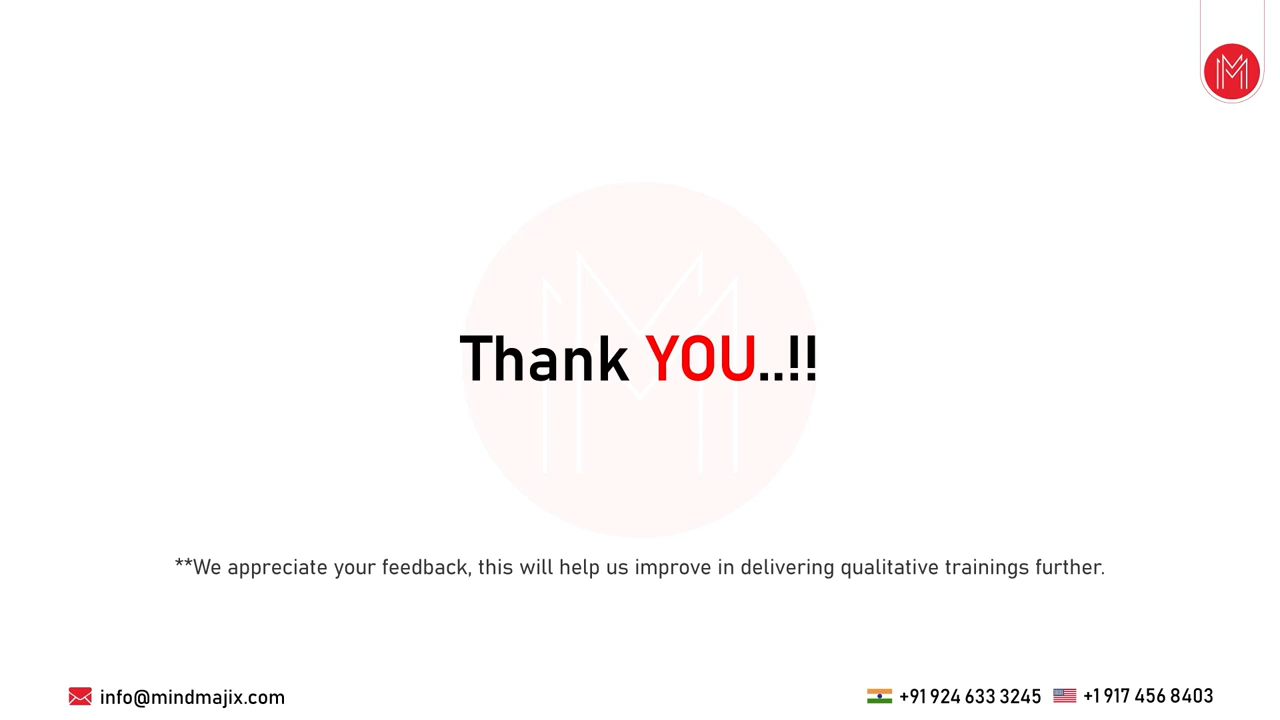 Thank YOU..!!
**We appreciate your feedback, this will help us improve in delivering qualitative trainings further.
info@mindmajix.com
+91 924 633 3245
+1 917 456 8403